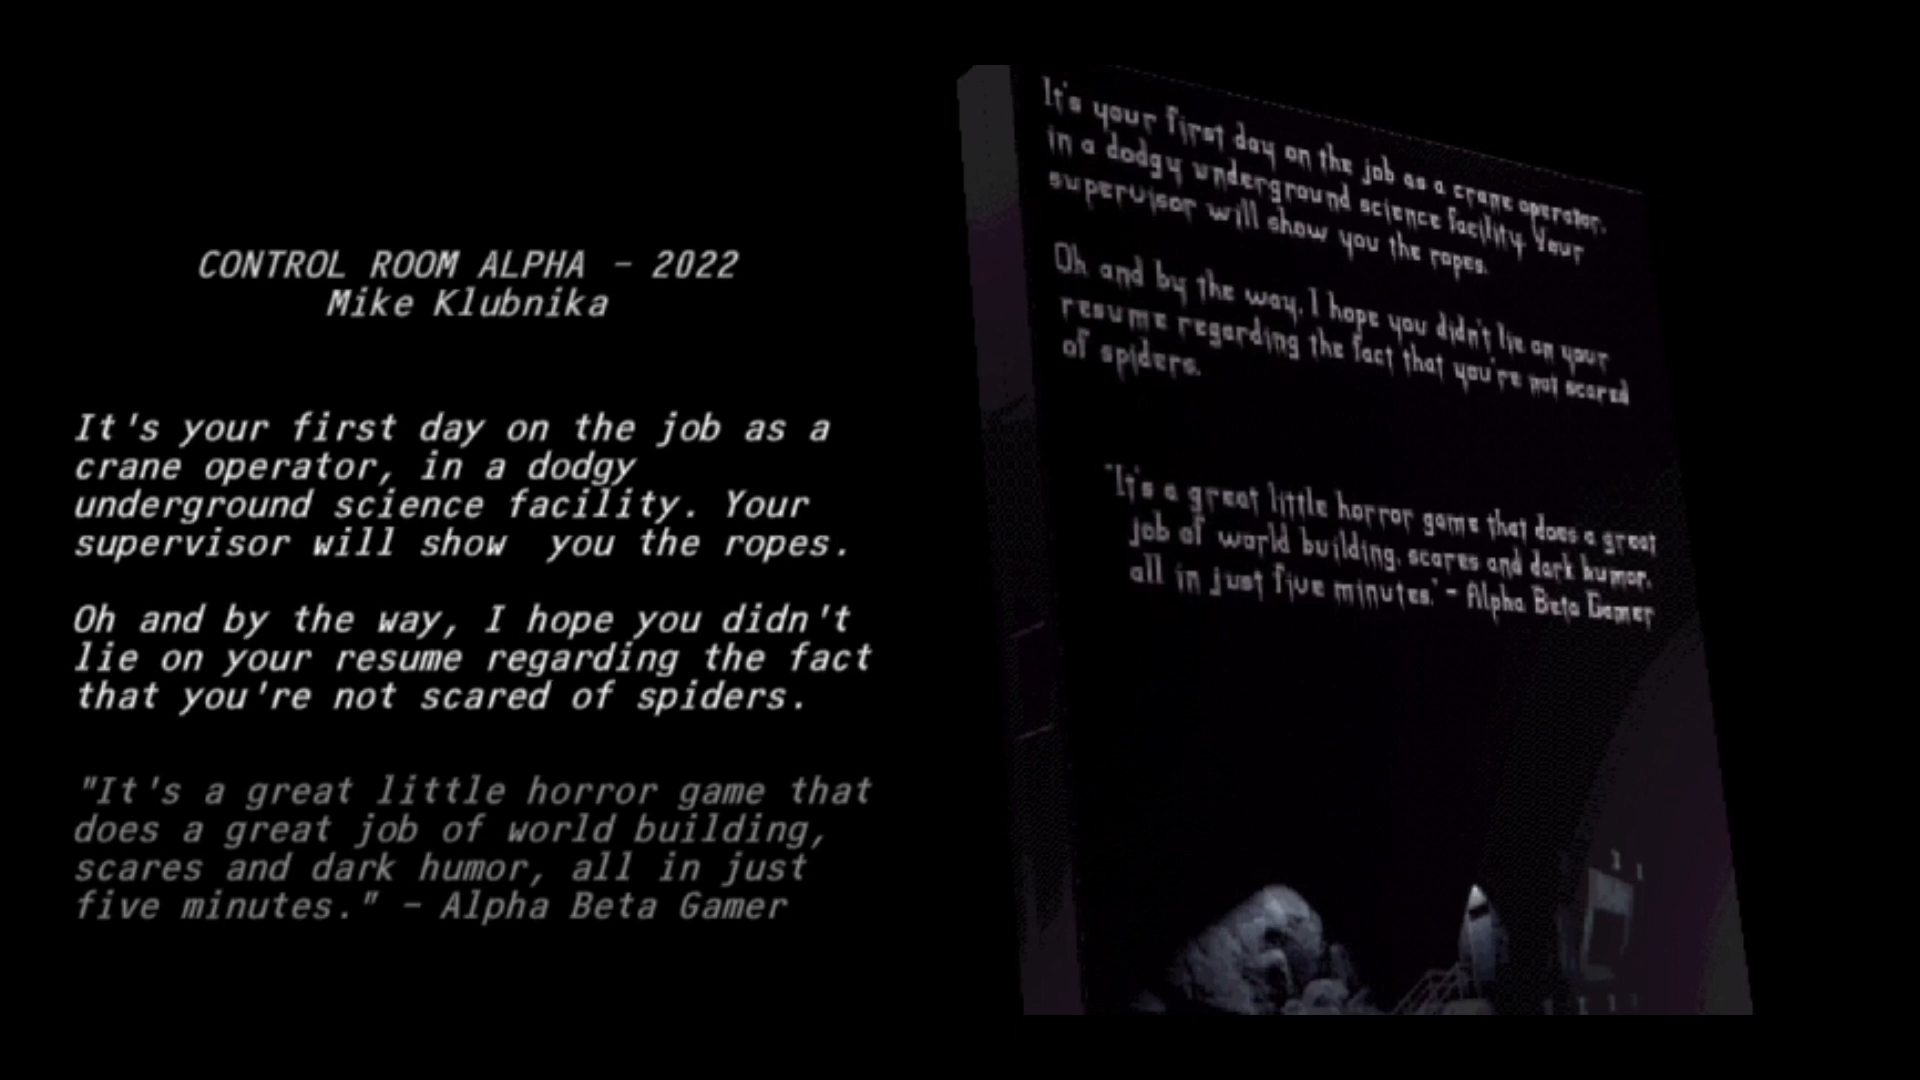 CONTROL ROOM ALPHA - 2022
Mike Klubnika
It's your first day on the job as a
crane operator, in a dodgy
underground science facility. Your
supervisor will show  you the ropes.
Oh and by the way, I hope you didn't
lie on your resume regarding the fact
that you're not scared of spiders.
"It's a great little horror game that
does a great job of world building,
scares and dark humor, all in just
five minutes." - Alpha Beta Gamer
It's your first day on the job as a crane operator,
in a dodgy underground science facility. Your
supervisor will show you the ropes.
Oh and by the way, I hope you didn't lie on your
resume regarding the fact that you're not scared
of spiders.
"It's a great little horror game that does a great
job of world building, scares and dark humor,
all in just five minutes." - Alpha Beta Gamer